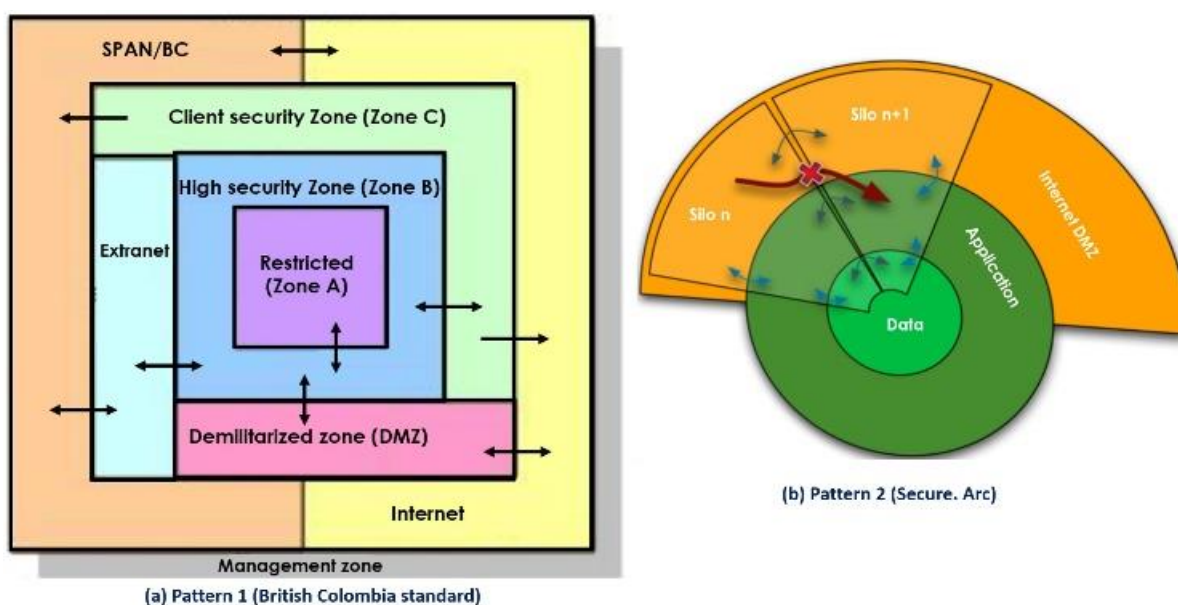 SPAN/BC
Client security Zone (Zone C)
High security Zone (Zone B)
Extranet
Restricted
(Zone A)
Demilitarized zone (DMZ)
Internet
Management zone
(a) Pattern 1 (British Colombia standard)
Silo n+1
Silo n
Internet DMZ
Application
Data
(b) Pattern 2 (Secure. Arc)